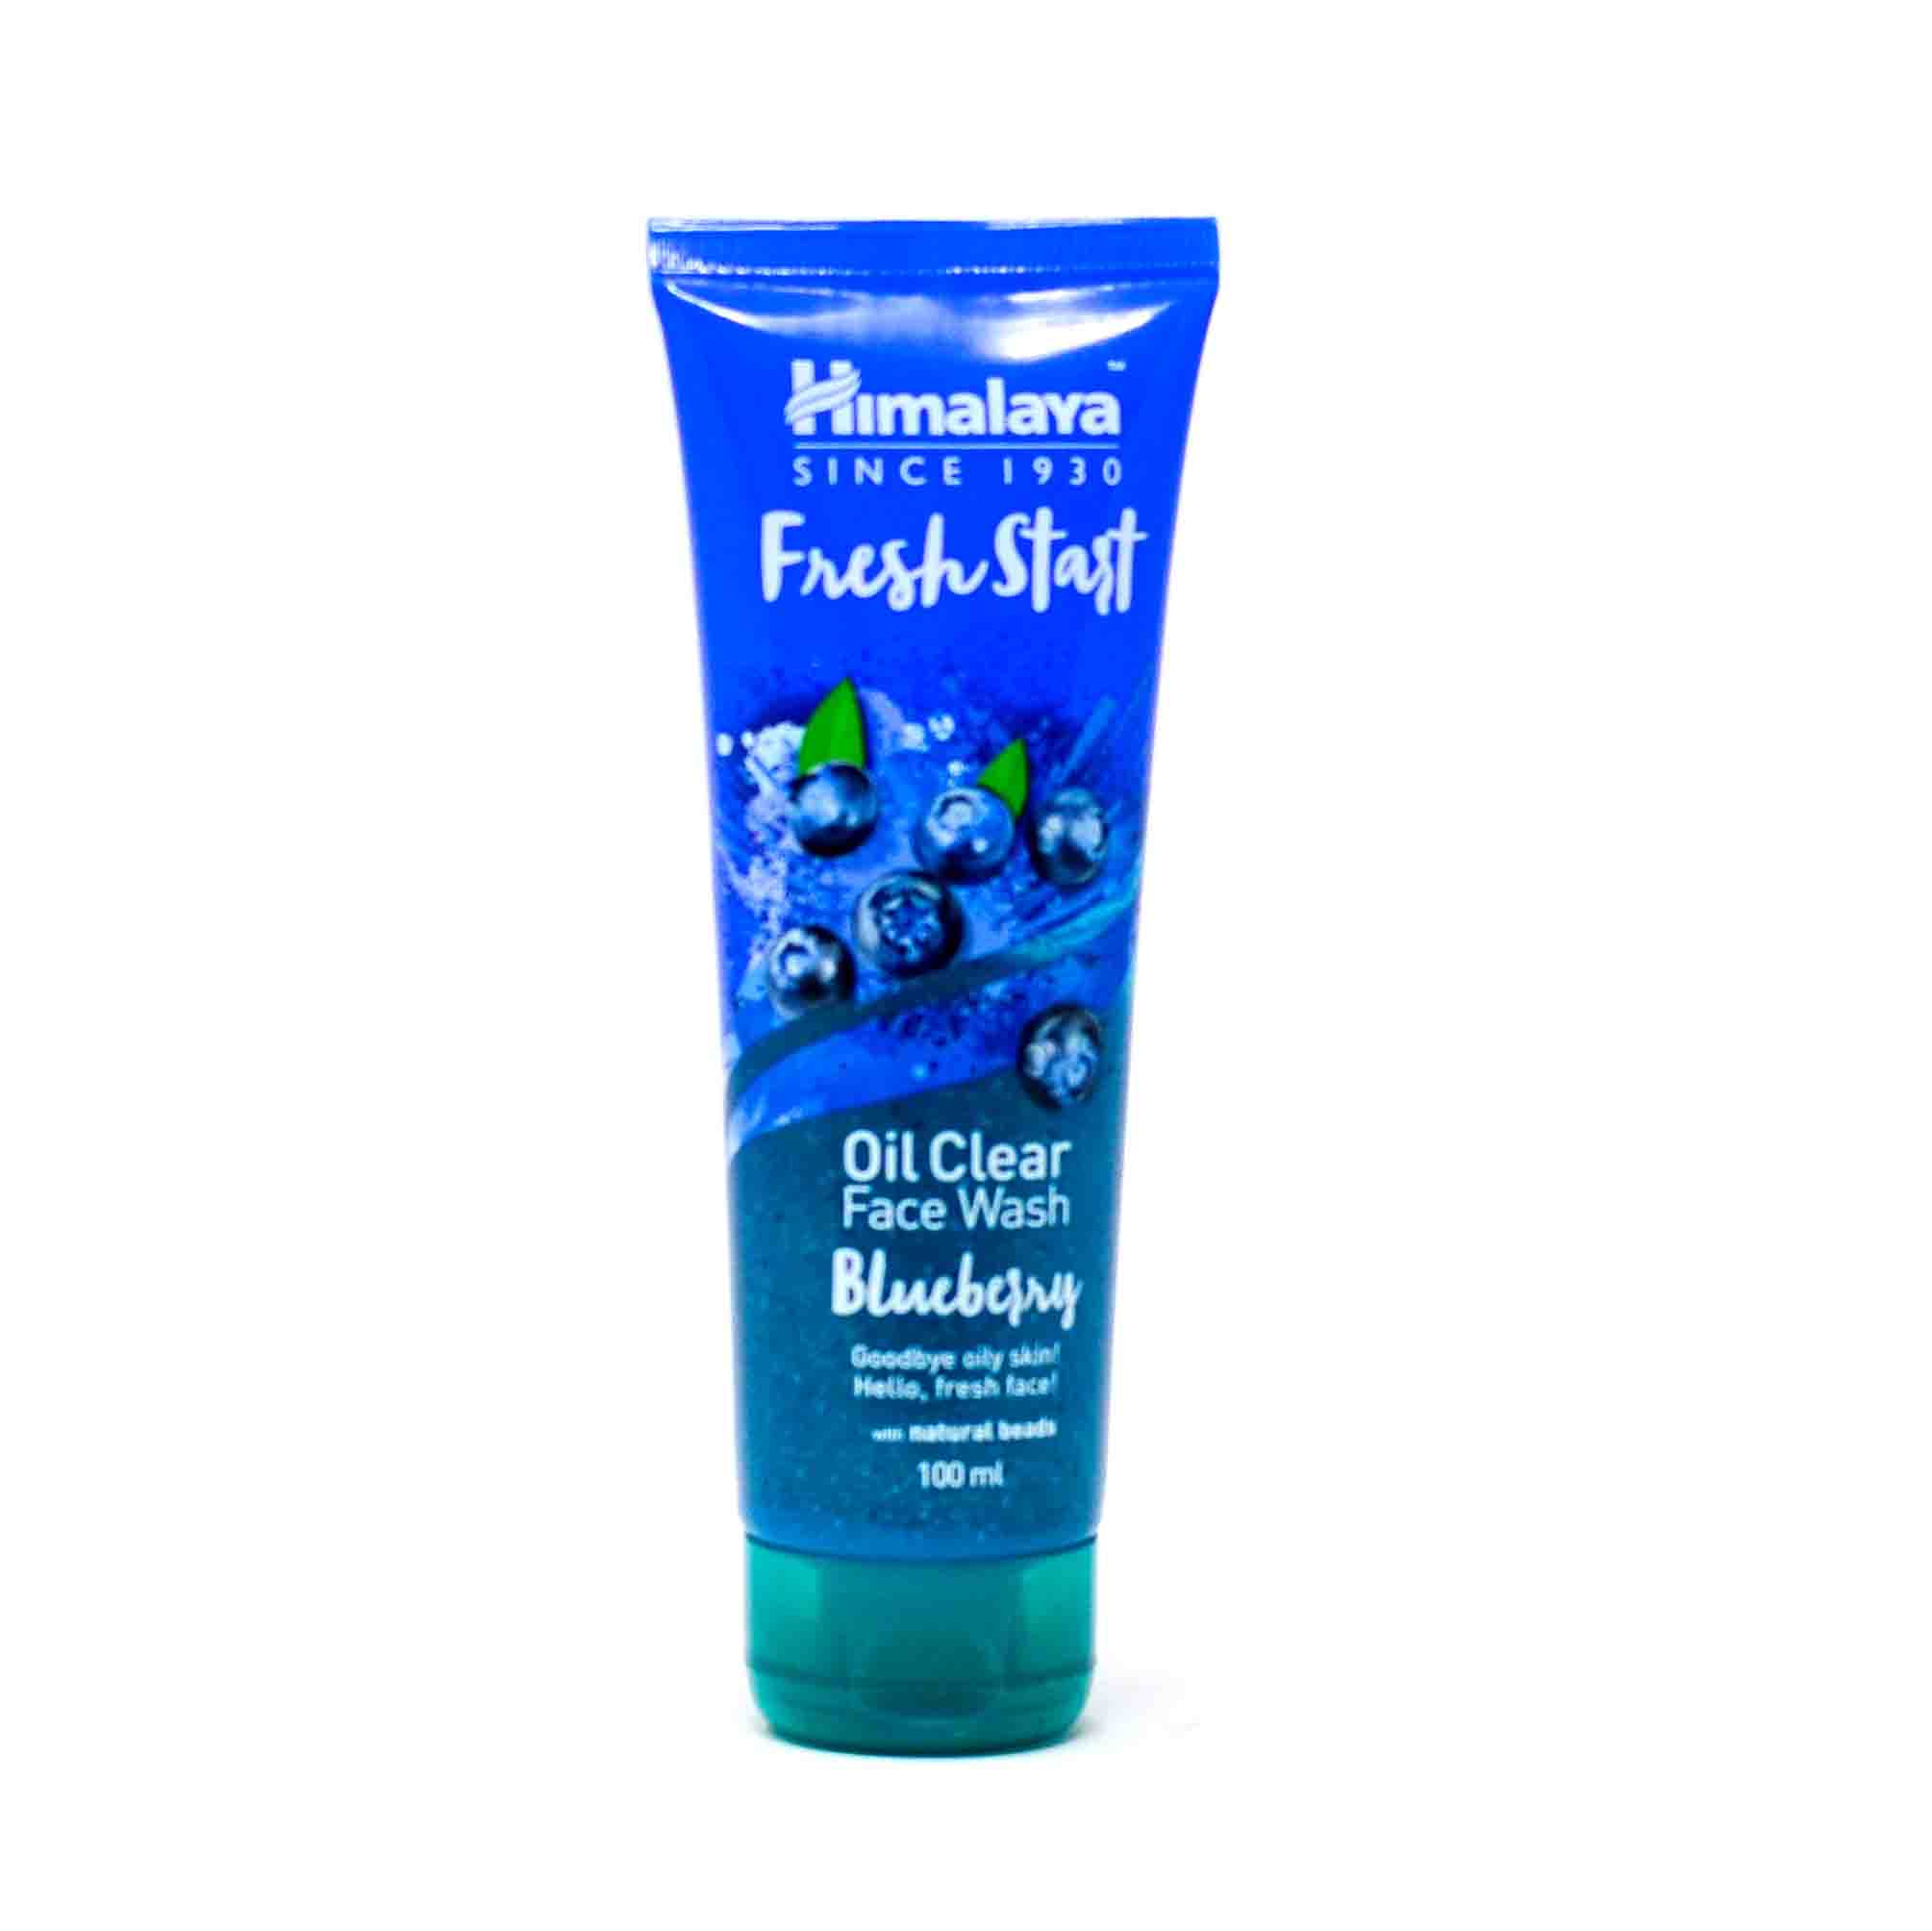 Himalaya™
SINCE 1930
Fresh Start
Oil Clear
Face Wash
Blueberry
Goodbye oily skin!
Hello, fresh face!
with natural beads
100 ml